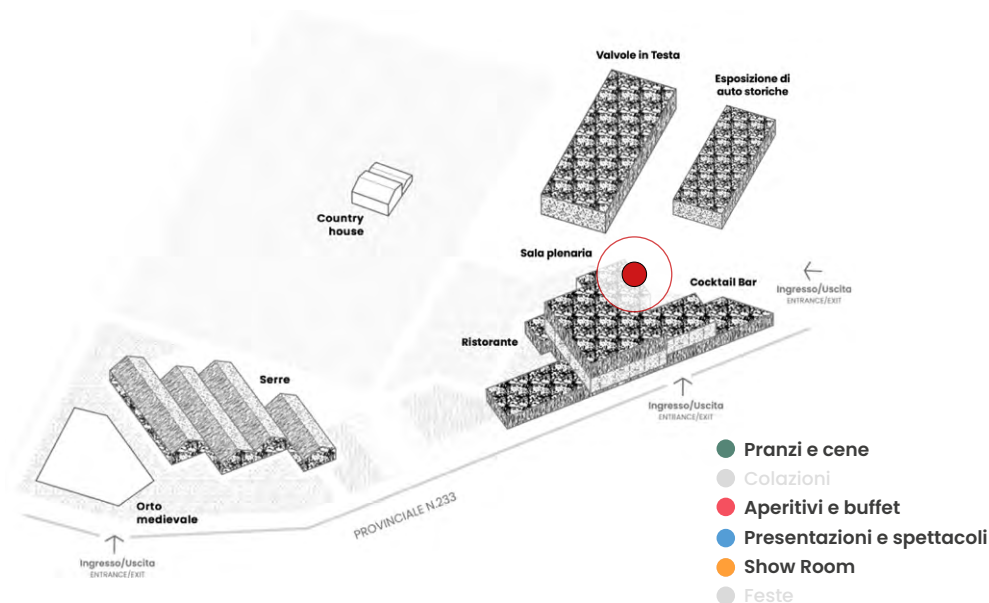 Valvole in Testa
Esposizione di
auto storiche
Country
house
Sala plenaria
Cocktail Bar
Ingresso/Uscita
ENTRANCE/EXIT
Ristorante
Serre
Ingresso/Uscita
ENTRANCE/EXIT
Orto
medievale
PROVINCIALE N.233
Ingresso/Uscita
ENTRANCE/EXIT
Pranzi e cene
Colazioni
Aperitivi e buffet
Presentazioni e spettacoli
Show Room
Feste